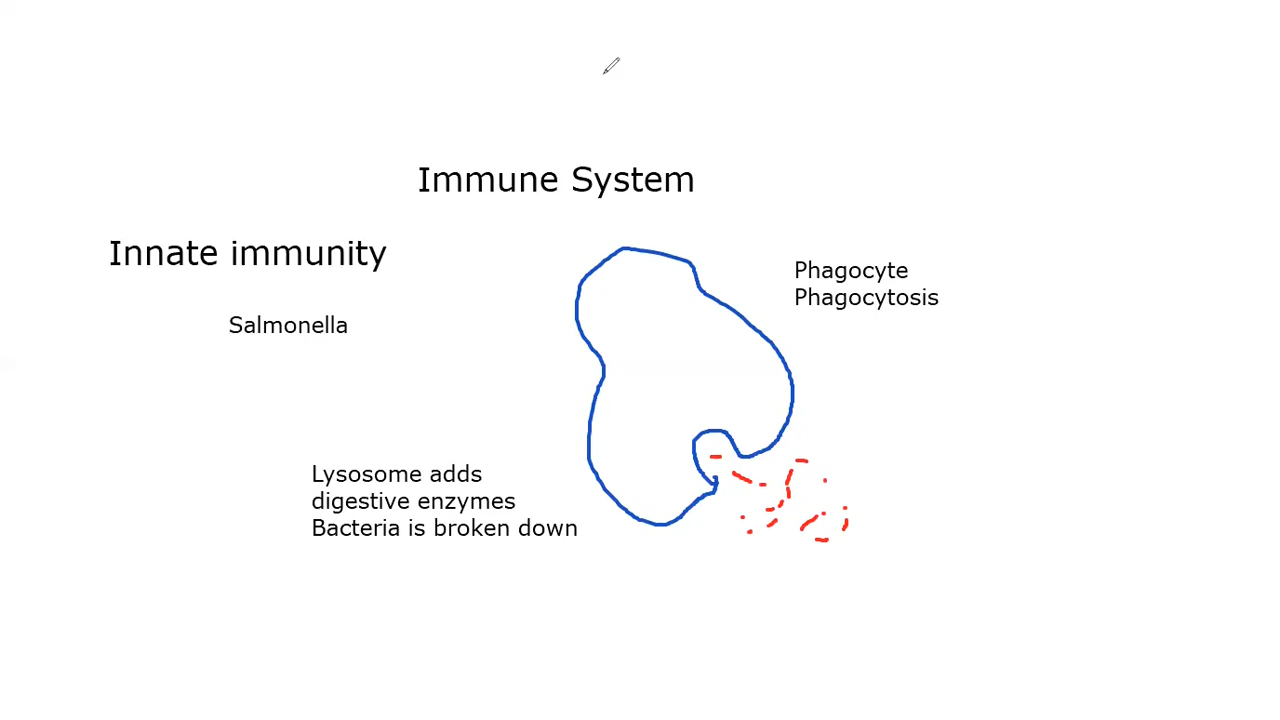 Immune System
Innate immunity
Phagocyte
Phagocytosis
Salmonella
Lysosome adds
digestive enzymes
Bacteria is broken down